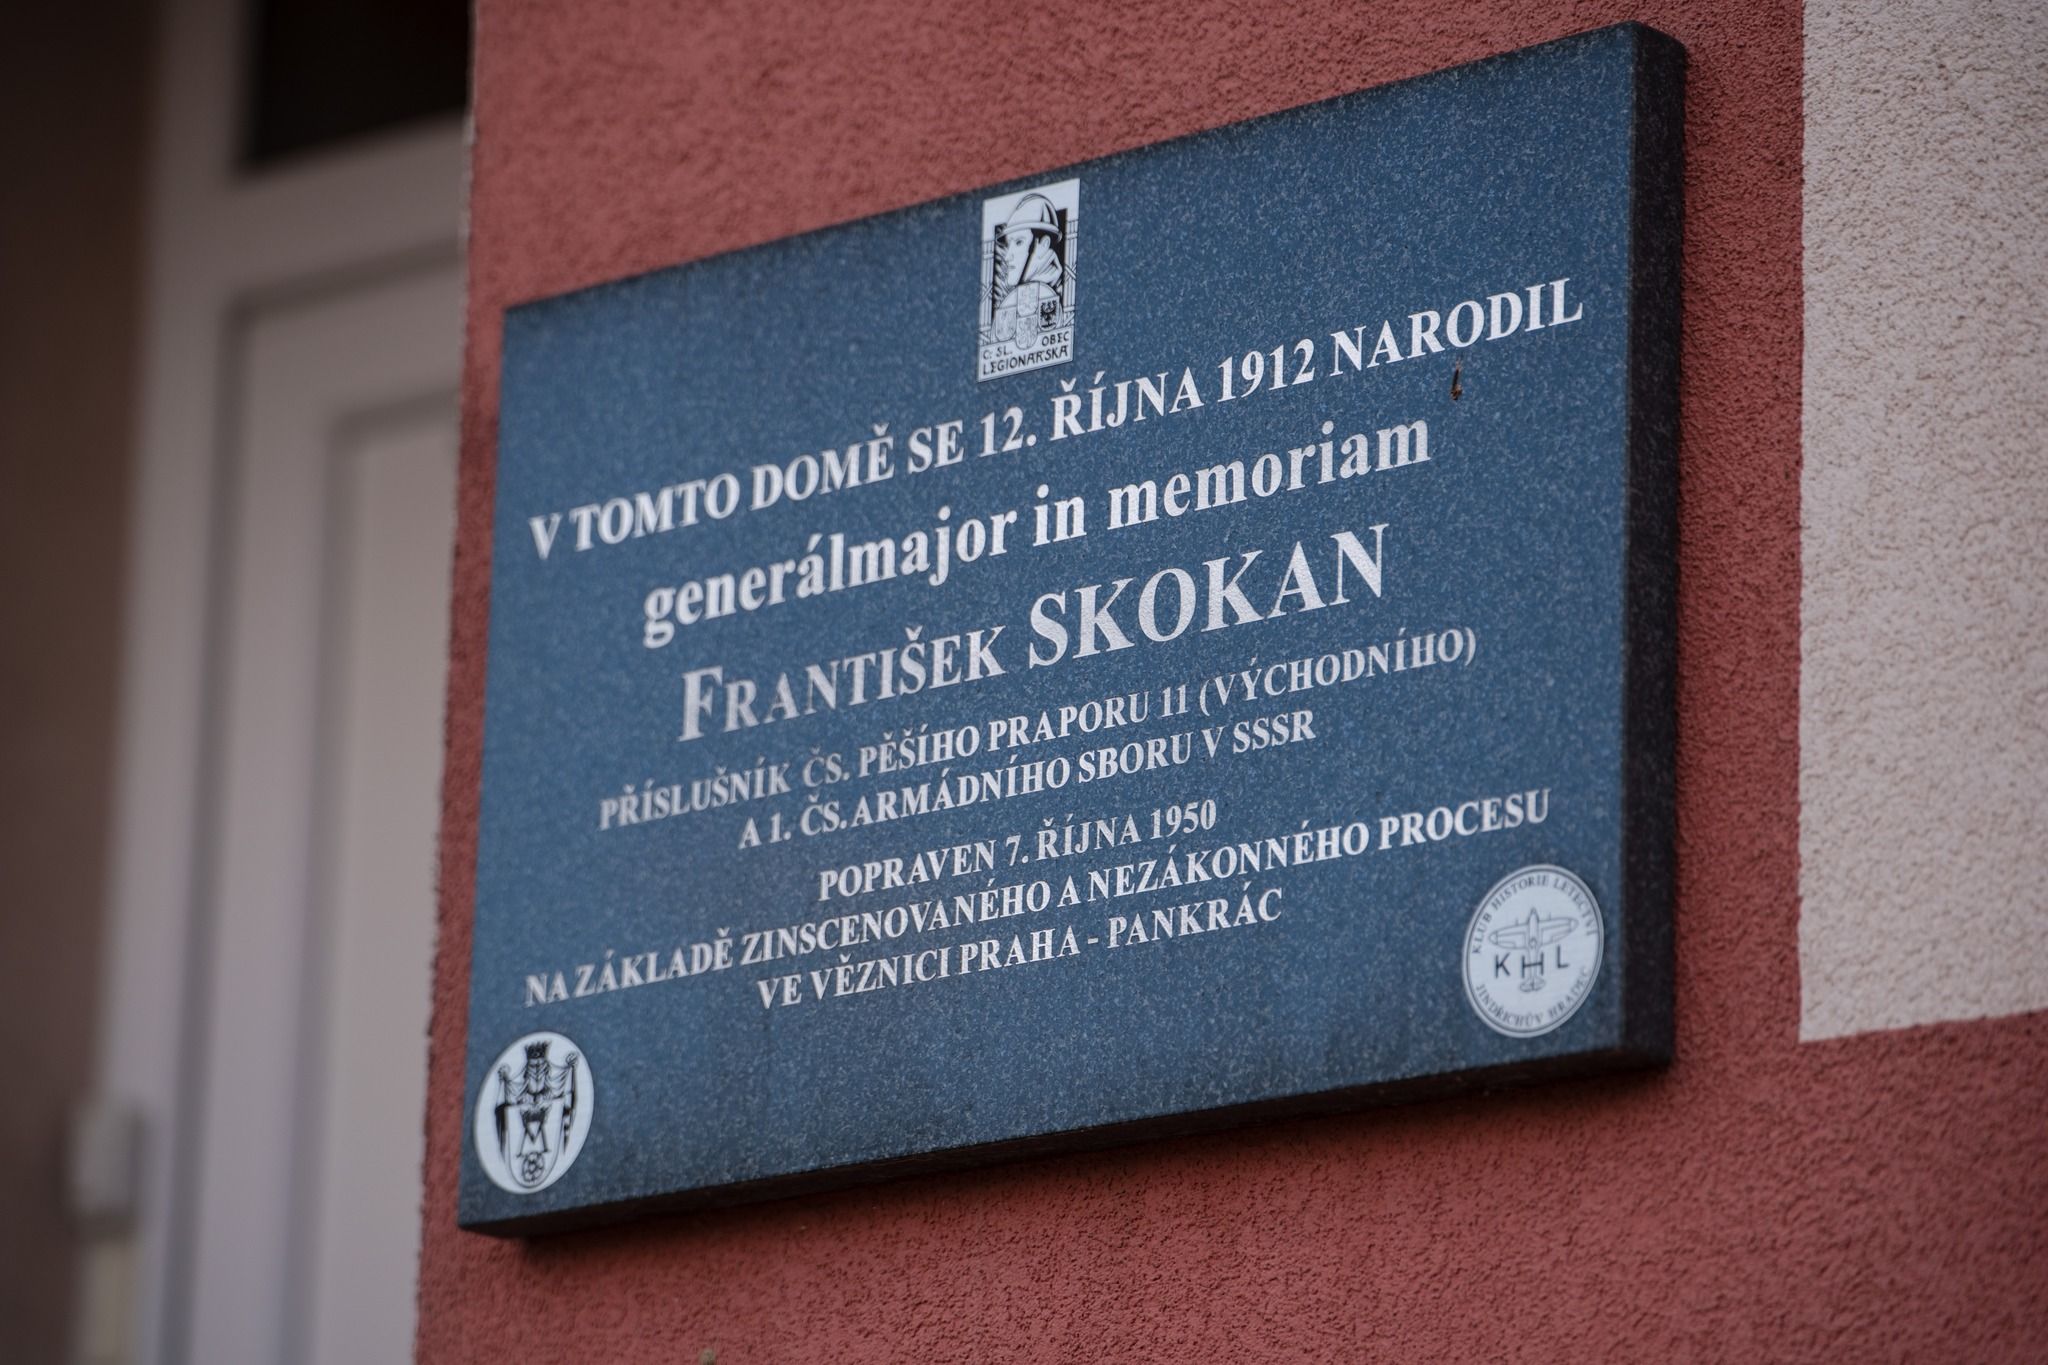 Č. SL. OBEC
LEGIONÁŘSKÁ
V TOMTO DOMĚ SE 12. ŘÍJNA 1912 NARODIL
generálmajor in memoriam
FRANTIŠEK SKOKAN
PŘÍSLUŠNÍK ČS. PĚŠÍHO PRAPORU 11 (VÝCHODNÍHO)
A 1. ČS. ARMÁDNÍHO SBORU V SSSR
POPRAVEN 7. ŘÍJNA 1950
NA ZÁKLADĚ ZINSCENOVANÉHO A NEZÁKONNÉHO PROCESU
VE VĚZNICI PRAHA - PANKRÁC
KLUB HISTORIE LETECTVÍ
KHL
JINDŘICHŮV HRADEC